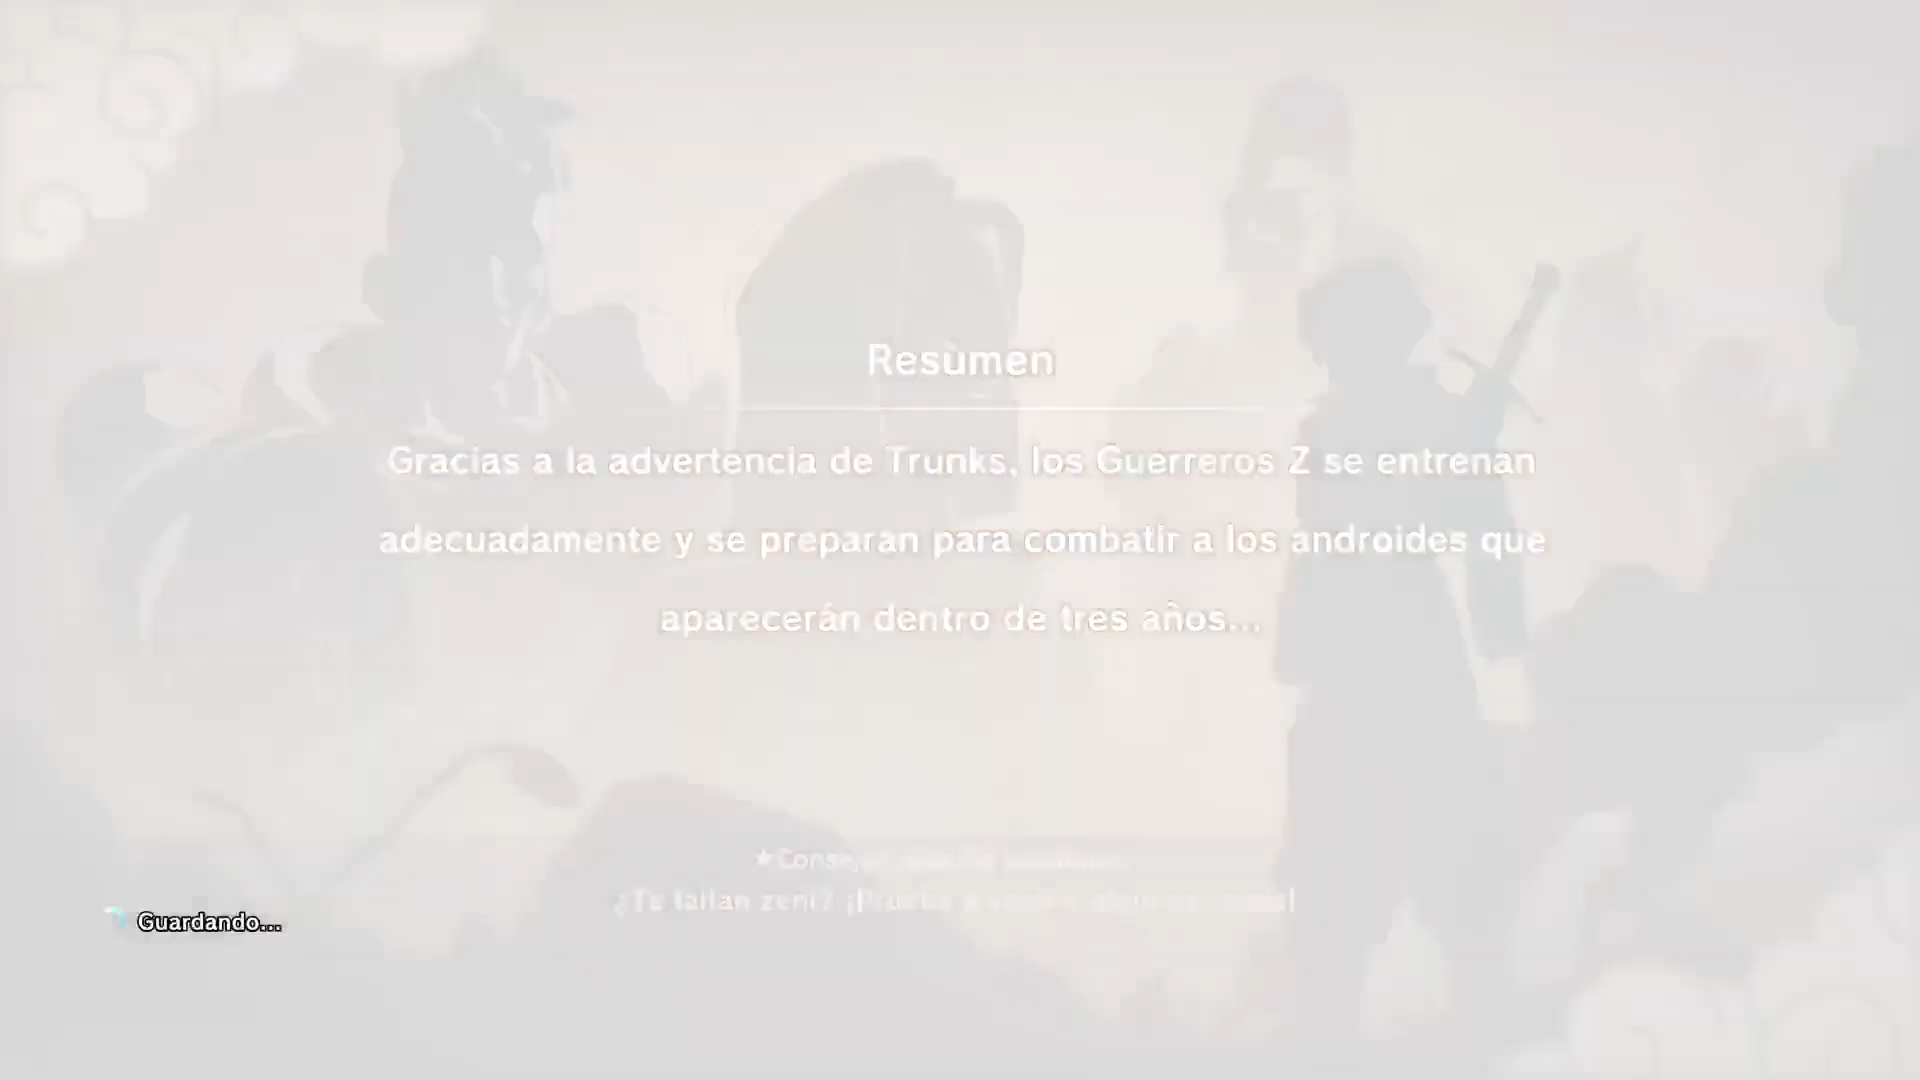 Resumen
Gracias a la advertencia de Trunks, los Guerreros Z se entrenan
adecuadamente y se preparan para combatir a los androides que
aparecerán dentro de tres años...
¿Te faltan zeni? ¡Prueba a
Guardando...